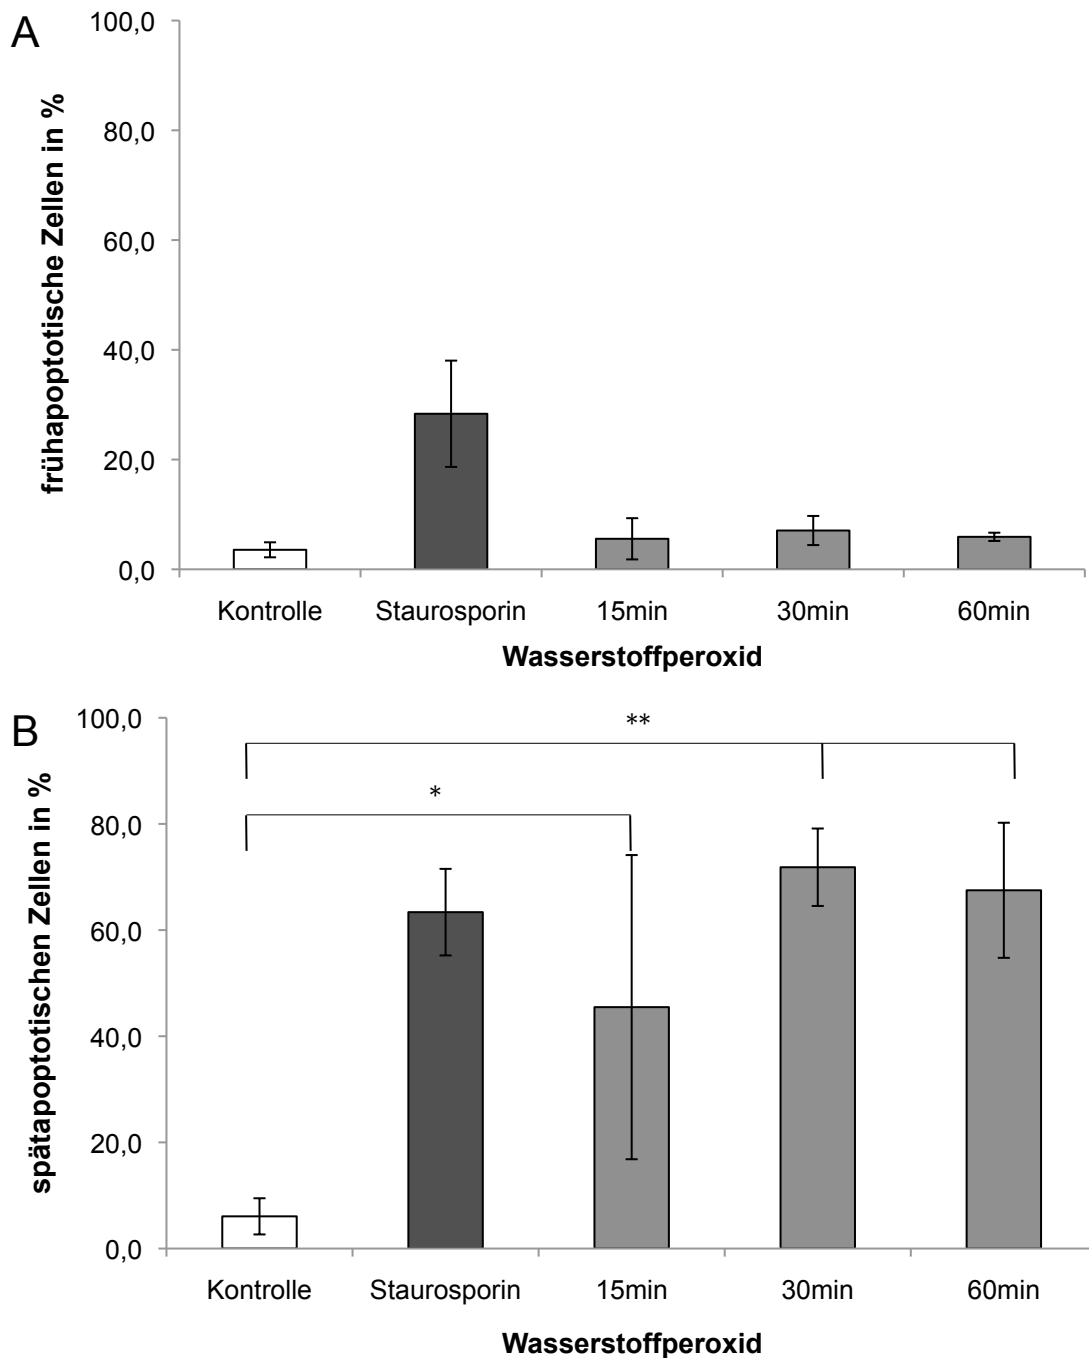 A
frühapoptotische Zellen in %
100,0
80,0
60,0
40,0
20,0
0,0
Kontrolle Staurosporin 15min 30min 60min
Wasserstoffperoxid
B
spätapoptotischen Zellen in %
100,0
80,0
60,0
40,0
20,0
0,0
**
*
Kontrolle Staurosporin 15min 30min 60min
Wasserstoffperoxid